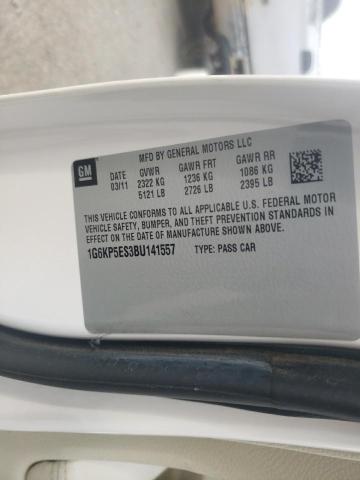 GM
MFD BY GENERAL MOTORS LLC
DATE GVWR GAWR FRT GAWR RR
03/11 2322 KG 1236 KG 1086 KG
5121 LB 2726 LB 2395 LB
THIS VEHICLE CONFORMS TO ALL APPLICABLE U.S. FEDERAL MOTOR
VEHICLE SAFETY, BUMPER, AND THEFT PREVENTION STANDARDS IN
EFFECT ON THE DATE OF MANUFACTURE SHOWN ABOVE.
1G6KP5ES3BU141557 TYPE: PASS CAR